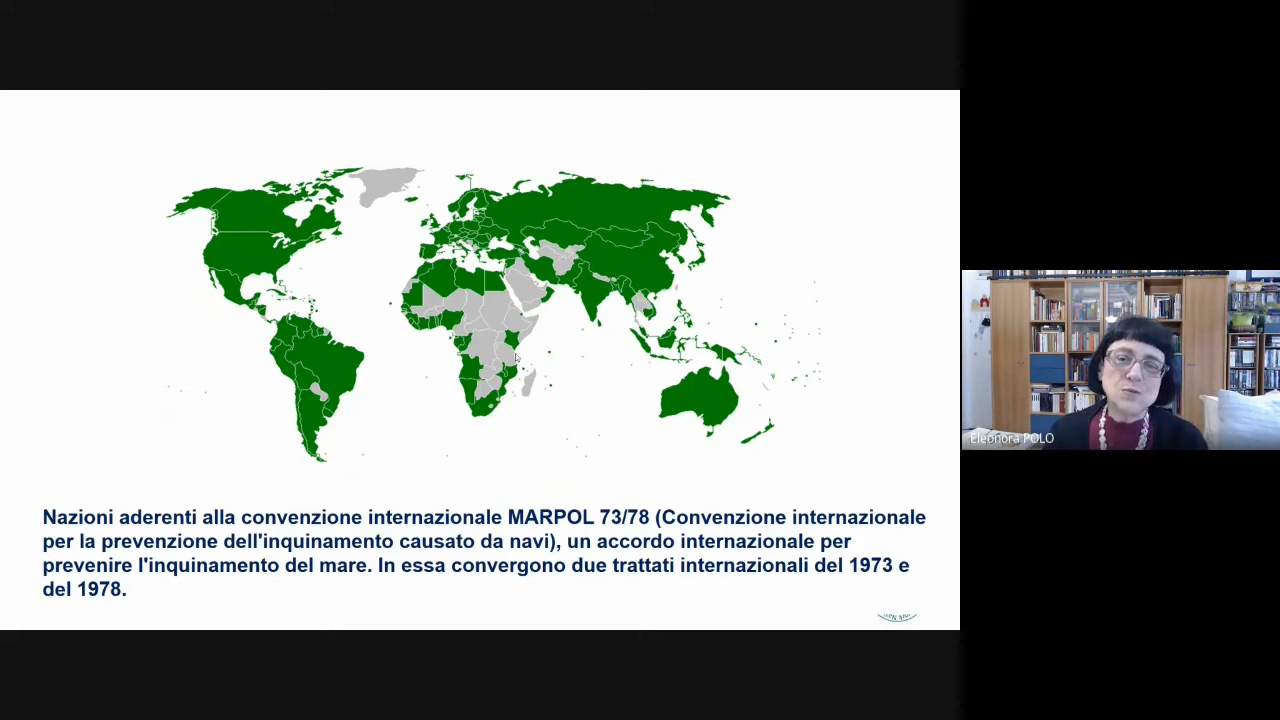 Nazioni aderenti alla convenzione internazionale MARPOL 73/78 (Convenzione internazionale
per la prevenzione dell'inquinamento causato da navi), un accordo internazionale per
prevenire l'inquinamento del mare. In essa convergono due trattati internazionali del 1973 e
del 1978.
Eleonora POLO